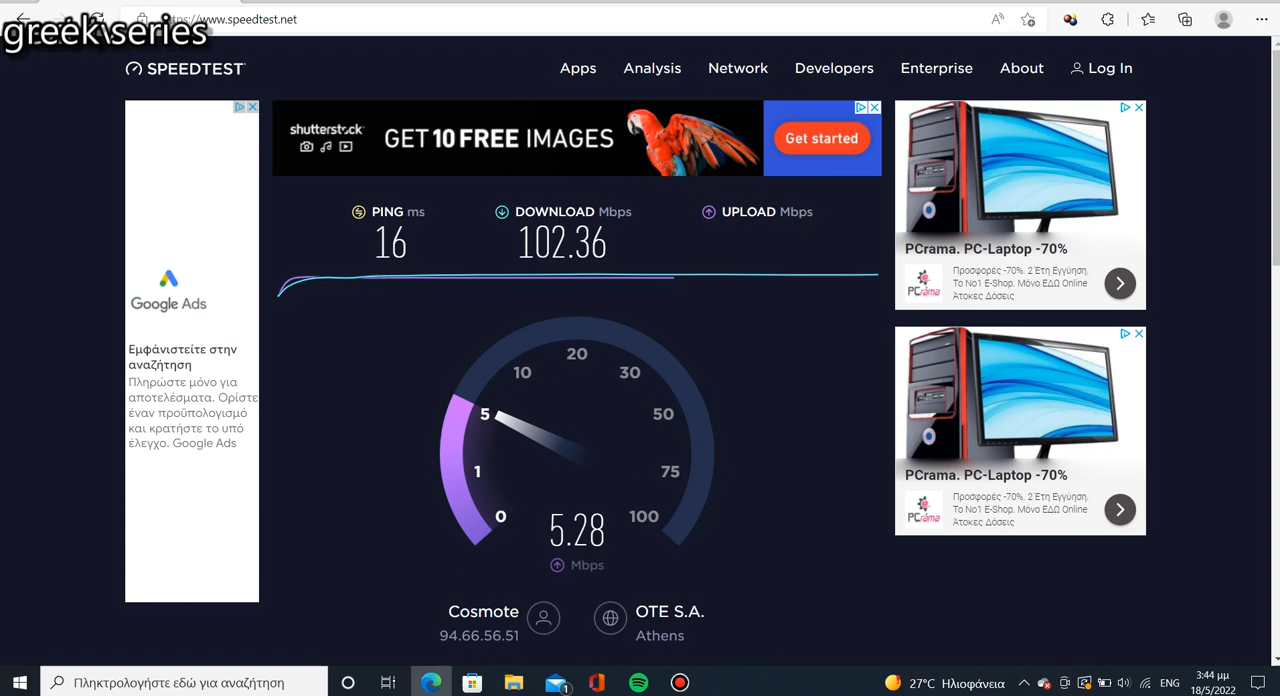 https://www.speedtest.net
greek series
SPEEDTEST
Apps
Analysis
Network
Developers
Enterprise
About
Log In
shutterstock
GET 10 FREE IMAGES
Get started
PING ms
16
DOWNLOAD Mbps
102.36
UPLOAD Mbps
Google Ads
Εμφανιστείτε στην
αναζήτηση
Πληρώστε μόνο για
αποτελέσματα. Ορίστε
έναν προϋπολογισμό
και κρατήστε το υπό
έλεγχο. Google Ads
PCrama. PC-Laptop -70%
PCrama
Προσφορές -70%. 2 Έτη Εγγύηση.
Το Νο1 E-Shop. Μόνο ΕΔΩ Online
Άτοκες Δόσεις
PCrama. PC-Laptop -70%
PCrama
Προσφορές -70%. 2 Έτη Εγγύηση.
Το Νο1 E-Shop. Μόνο ΕΔΩ Online
Άτοκες Δόσεις
0
1
5
10
20
30
50
75
100
5.28
Mbps
Cosmote
94.66.56.51
OTE S.A.
Athens
Πληκτρολογήστε εδώ για αναζήτηση
1
27°C Ηλιοφάνεια
ENG
3:44 μμ
18/5/2022